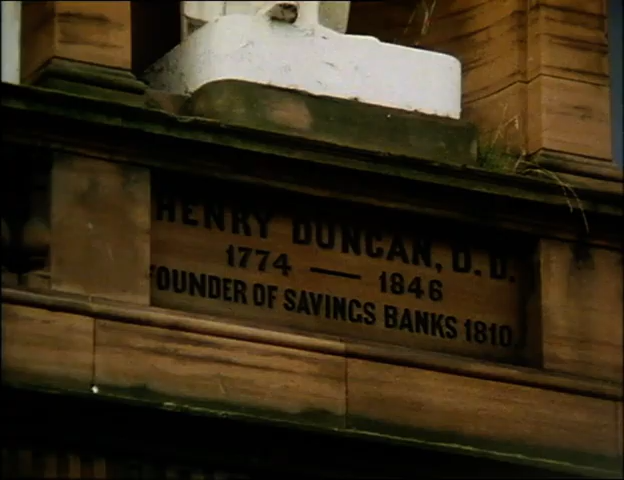 HENRY DUNCAN, D. D.
1774 — 1846
FOUNDER OF SAVINGS BANKS 1810